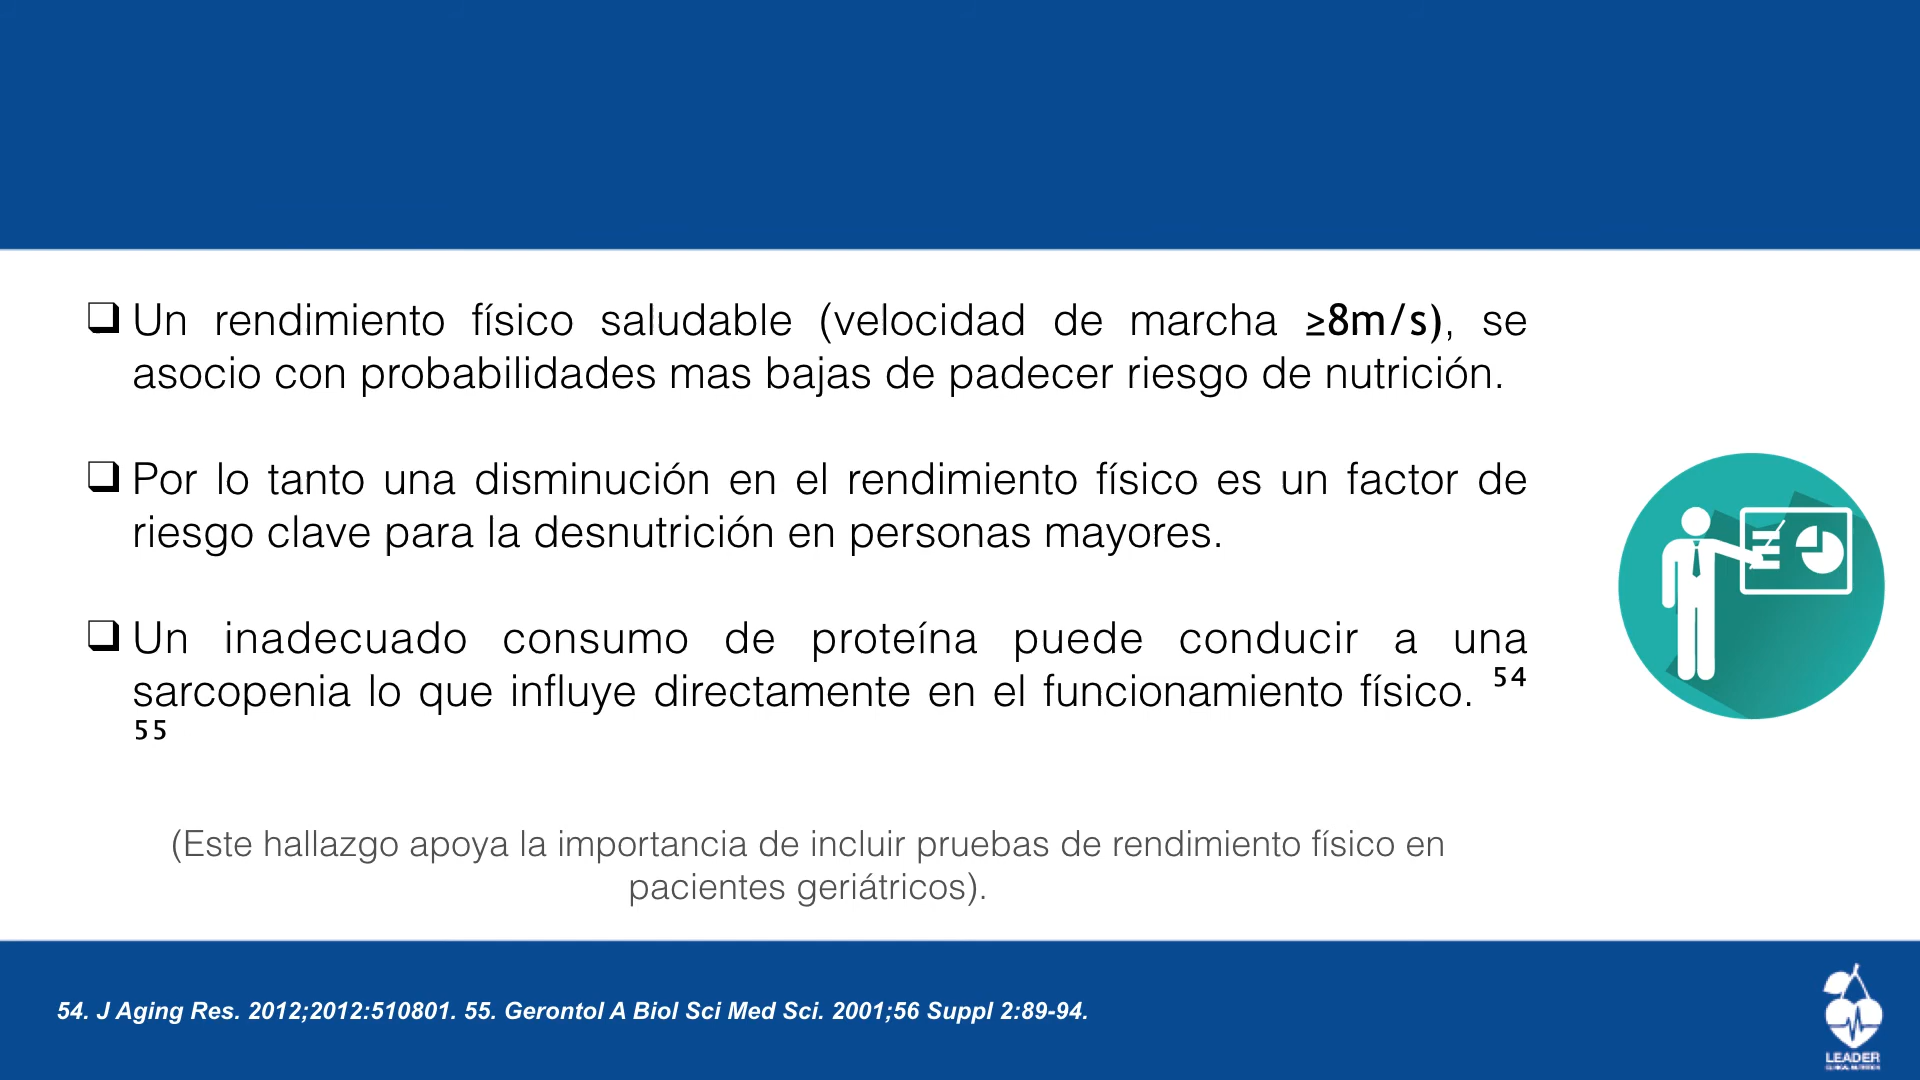 Un rendimiento físico saludable (velocidad de marcha ≥8m/s), se
asocio con probabilidades mas bajas de padecer riesgo de nutrición.
Por lo tanto una disminución en el rendimiento físico es un factor de
riesgo clave para la desnutrición en personas mayores.
Un inadecuado consumo de proteína puede conducir a una
sarcopenia lo que influye directamente en el funcionamiento físico. 54
55
(Este hallazgo apoya la importancia de incluir pruebas de rendimiento físico en
pacientes geriátricos).
54. J Aging Res. 2012;2012:510801. 55. Gerontol A Biol Sci Med Sci. 2001;56 Suppl 2:89-94.
LEADER
CLINICAL NUTRITION